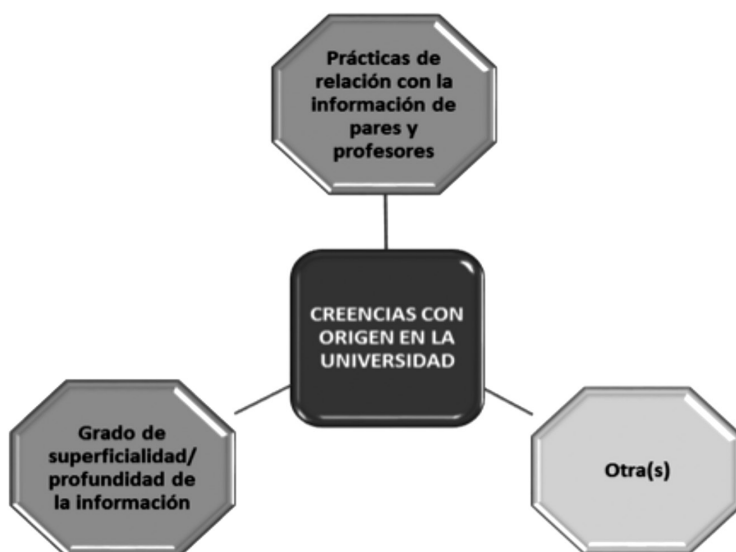 Prácticas de
relación con la
información de
pares y
profesores
CREENCIAS CON
ORIGEN EN LA
UNIVERSIDAD
Grado de
superficialidad/
profundidad de
la información
Otra(s)